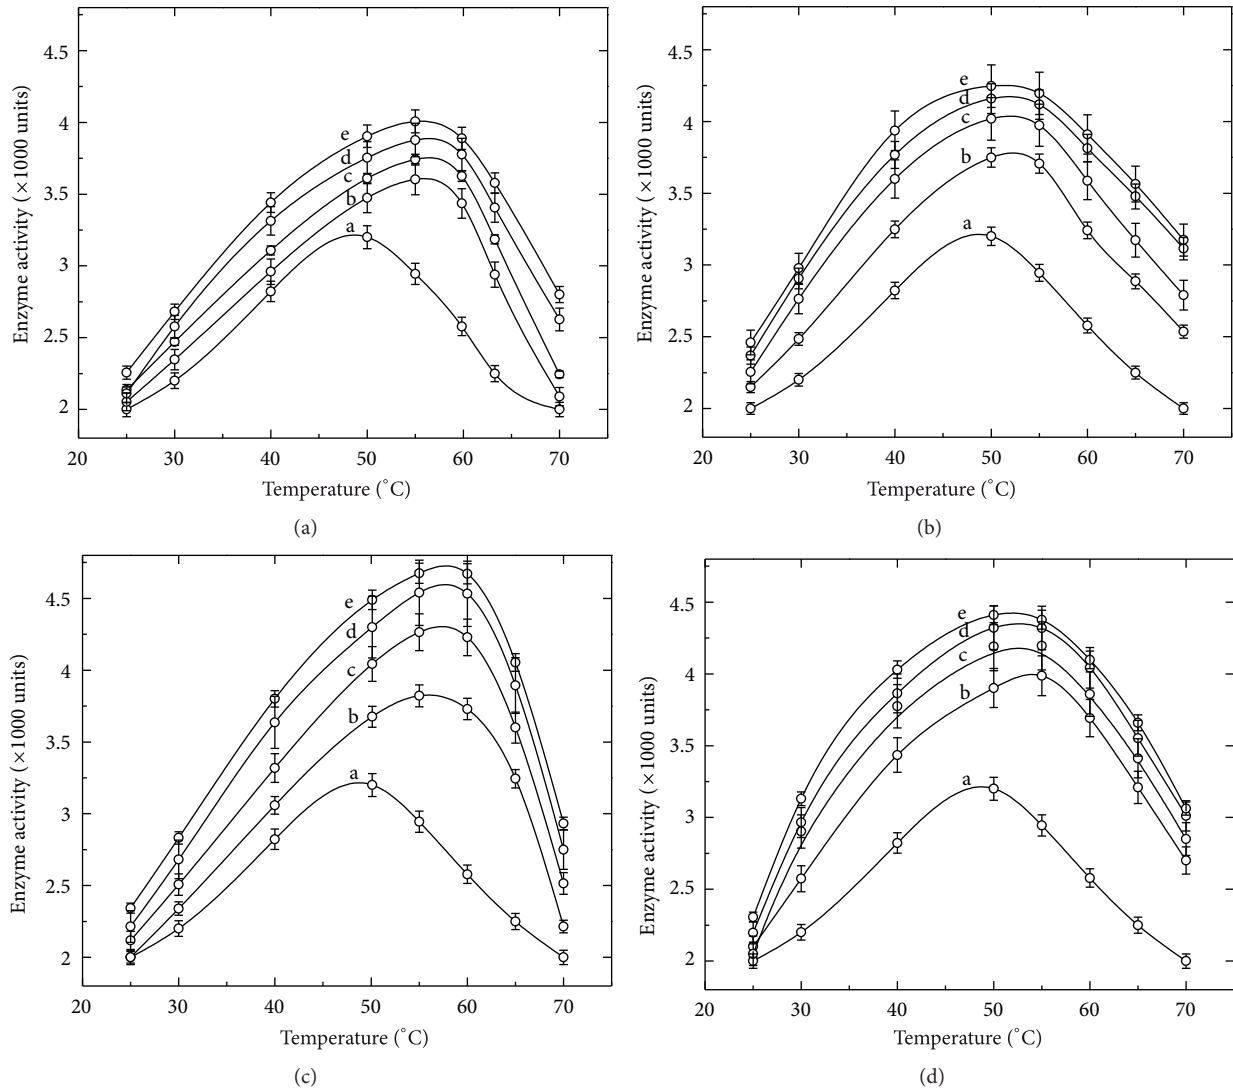 4.5
4
3.5
3
2.5
2
Enzyme activity (×1000 units)
e
d
c
b
a
20 30 40 50 60 70
Temperature (°C)
(a)
4.5
4
3.5
3
2.5
2
Enzyme activity (×1000 units)
e
d
c
b
a
20 30 40 50 60 70
Temperature (°C)
(b)
4.5
4
3.5
3
2.5
2
Enzyme activity (×1000 units)
e
d
c
b
a
20 30 40 50 60 70
Temperature (°C)
(c)
4.5
4
3.5
3
2.5
2
Enzyme activity (×1000 units)
e
d
c
b
a
20 30 40 50 60 70
Temperature (°C)
(d)